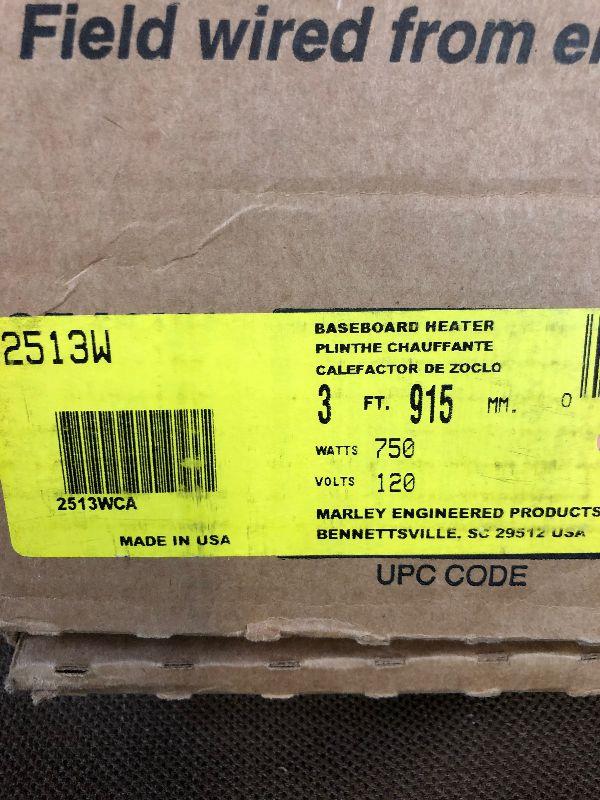 Field wired from
2513W
2513WCA
MADE IN USA
BASEBOARD HEATER
PLINTHE CHAUFFANTE
CALEFACTOR DE ZOCLO
3 FT. 915 MM.
0
WATTS 750
VOLTS 120
MARLEY ENGINEERED PRODUCTS
BENNETTSVILLE, SC 29512 USA
UPC CODE